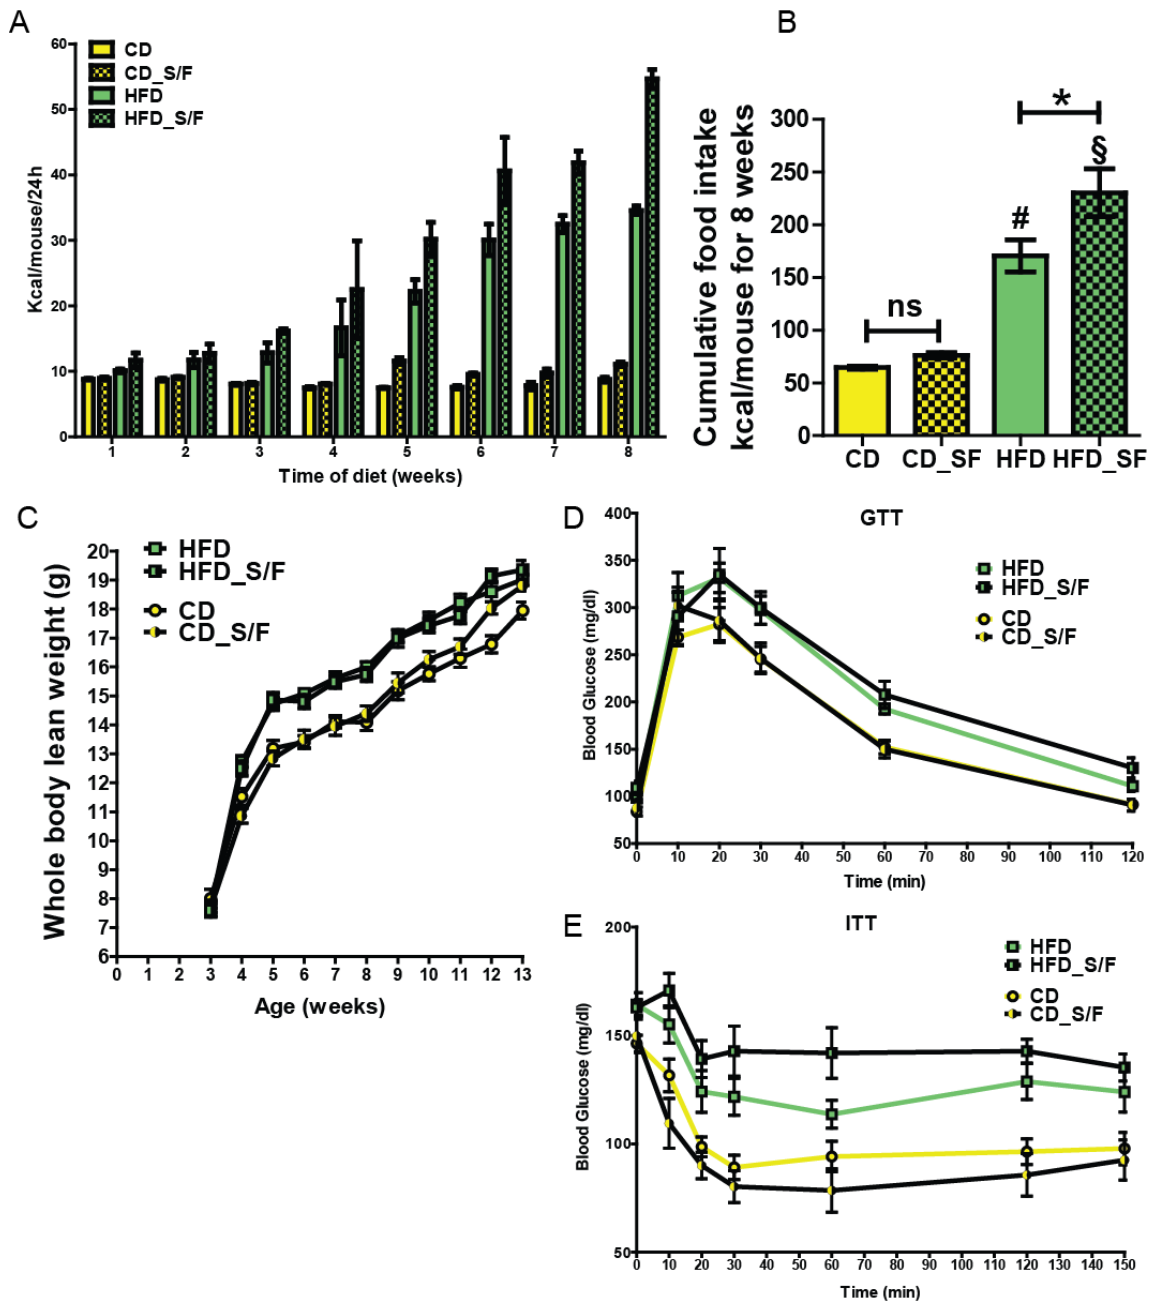 A
60
50
40
30
20
10
0
Kcal/mouse/24h
CD
CD_S/F
HFD
HFD_S/F
1 2 3 4 5 6 7 8
Time of diet (weeks)
B
Cumulative food intake
kcal/mouse for 8 weeks
300
250
200
150
100
50
0
ns
#
*
§
CD CD_SF HFD HFD_SF
C
Whole body lean weight (g)
20
19
18
17
16
15
14
13
12
11
10
9
8
7
6
HFD
HFD_S/F
CD
CD_S/F
0 1 2 3 4 5 6 7 8 9 10 11 12 13
Age (weeks)
D
GTT
Blood Glucose (mg/dl)
400
350
300
250
200
150
100
50
HFD
HFD_S/F
CD
CD_S/F
0 10 20 30 40 50 60 70 80 90 100 110 120
Time (min)
E
ITT
Blood Glucose (mg/dl)
200
150
100
50
HFD
HFD_S/F
CD
CD_S/F
0 10 20 30 40 50 60 70 80 90 100 110 120 130 140 150
Time (min)